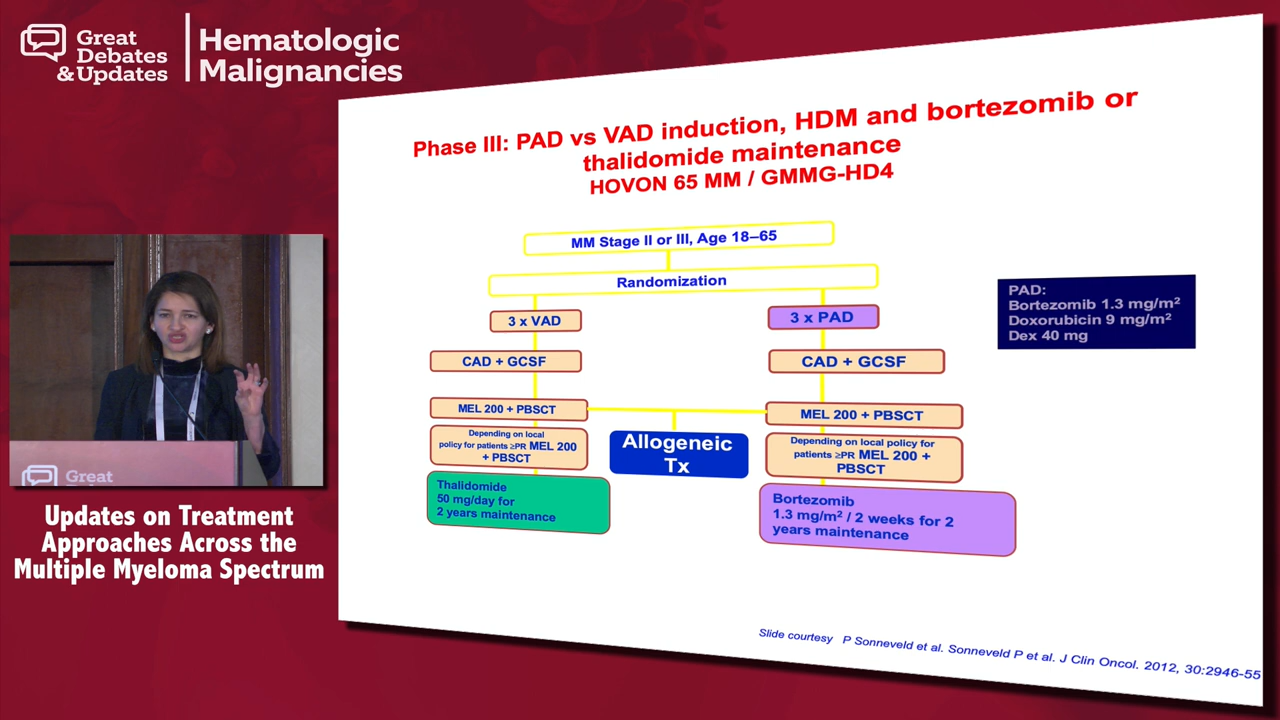 Great
Debates
& Updates
Hematologic
Malignancies
Phase III: PAD vs VAD induction, HDM and bortezomib or
thalidomide maintenance
HOVON 65 MM / GMMG-HD4
MM Stage II or III, Age 18–65
Randomization
3 x VAD
3 x PAD
PAD:
Bortezomib 1.3 mg/m²
Doxorubicin 9 mg/m²
Dex 40 mg
CAD + GCSF
CAD + GCSF
MEL 200 + PBSCT
MEL 200 + PBSCT
Allogeneic
Tx
Depending on local
policy for patients ≥PR MEL 200
+ PBSCT
Depending on local policy for
patients ≥PR MEL 200 +
PBSCT
Thalidomide
50 mg/day for
2 years maintenance
Bortezomib
1.3 mg/m² / 2 weeks for 2
years maintenance
Great
Updates on Treatment
Approaches Across the
Multiple Myeloma Spectrum
Slide courtesy P Sonneveld et al. Sonneveld P et al. J Clin Oncol. 2012, 30:2946-55